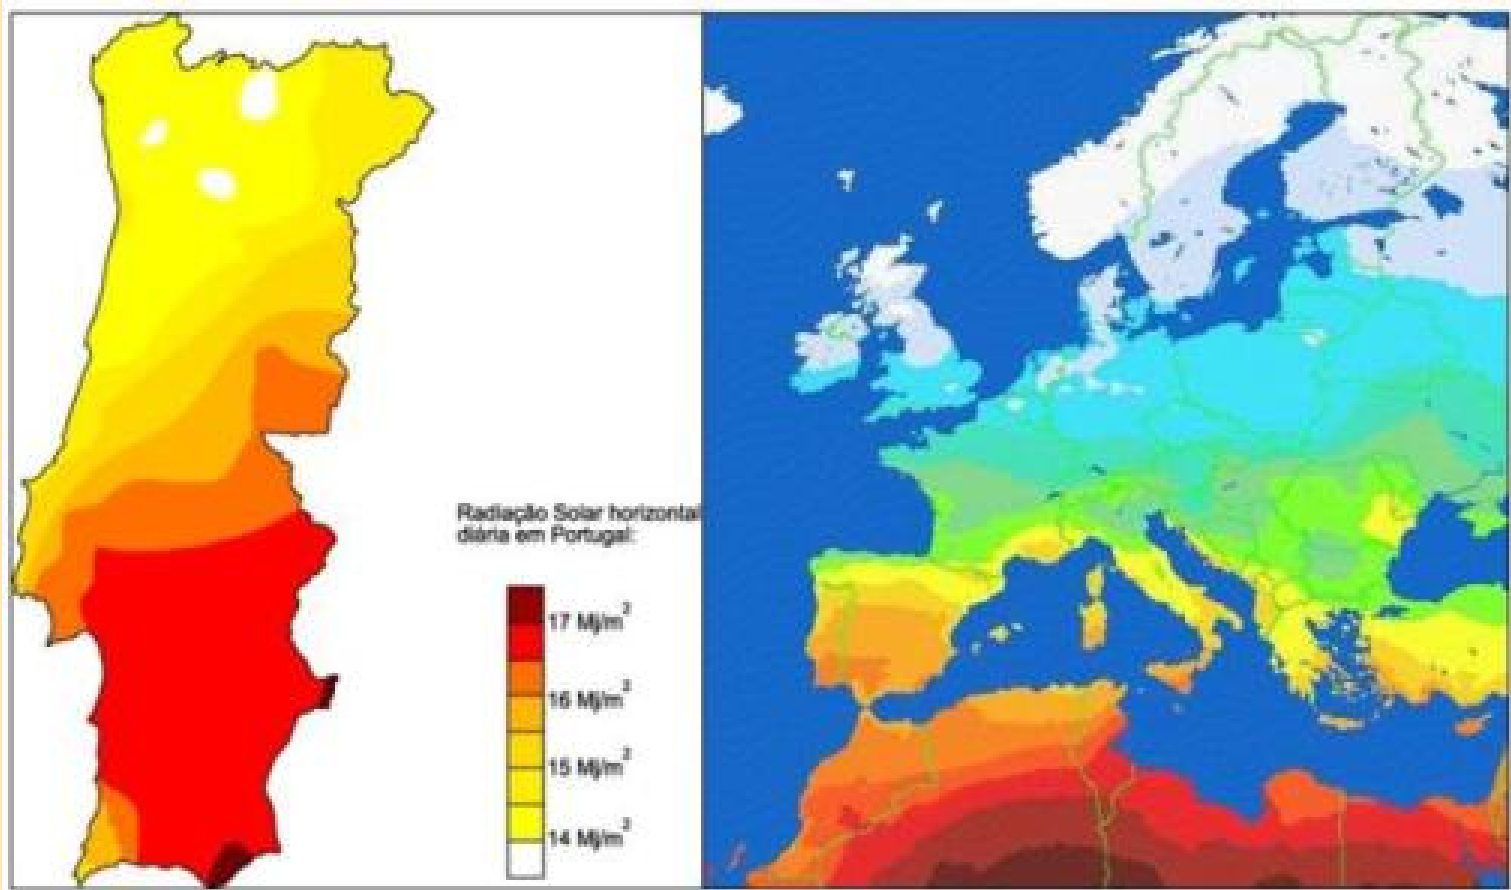 Radiação Solar horizontal
diária em Portugal:
17 Mj/m²
16 Mj/m²
15 Mj/m²
14 Mj/m²